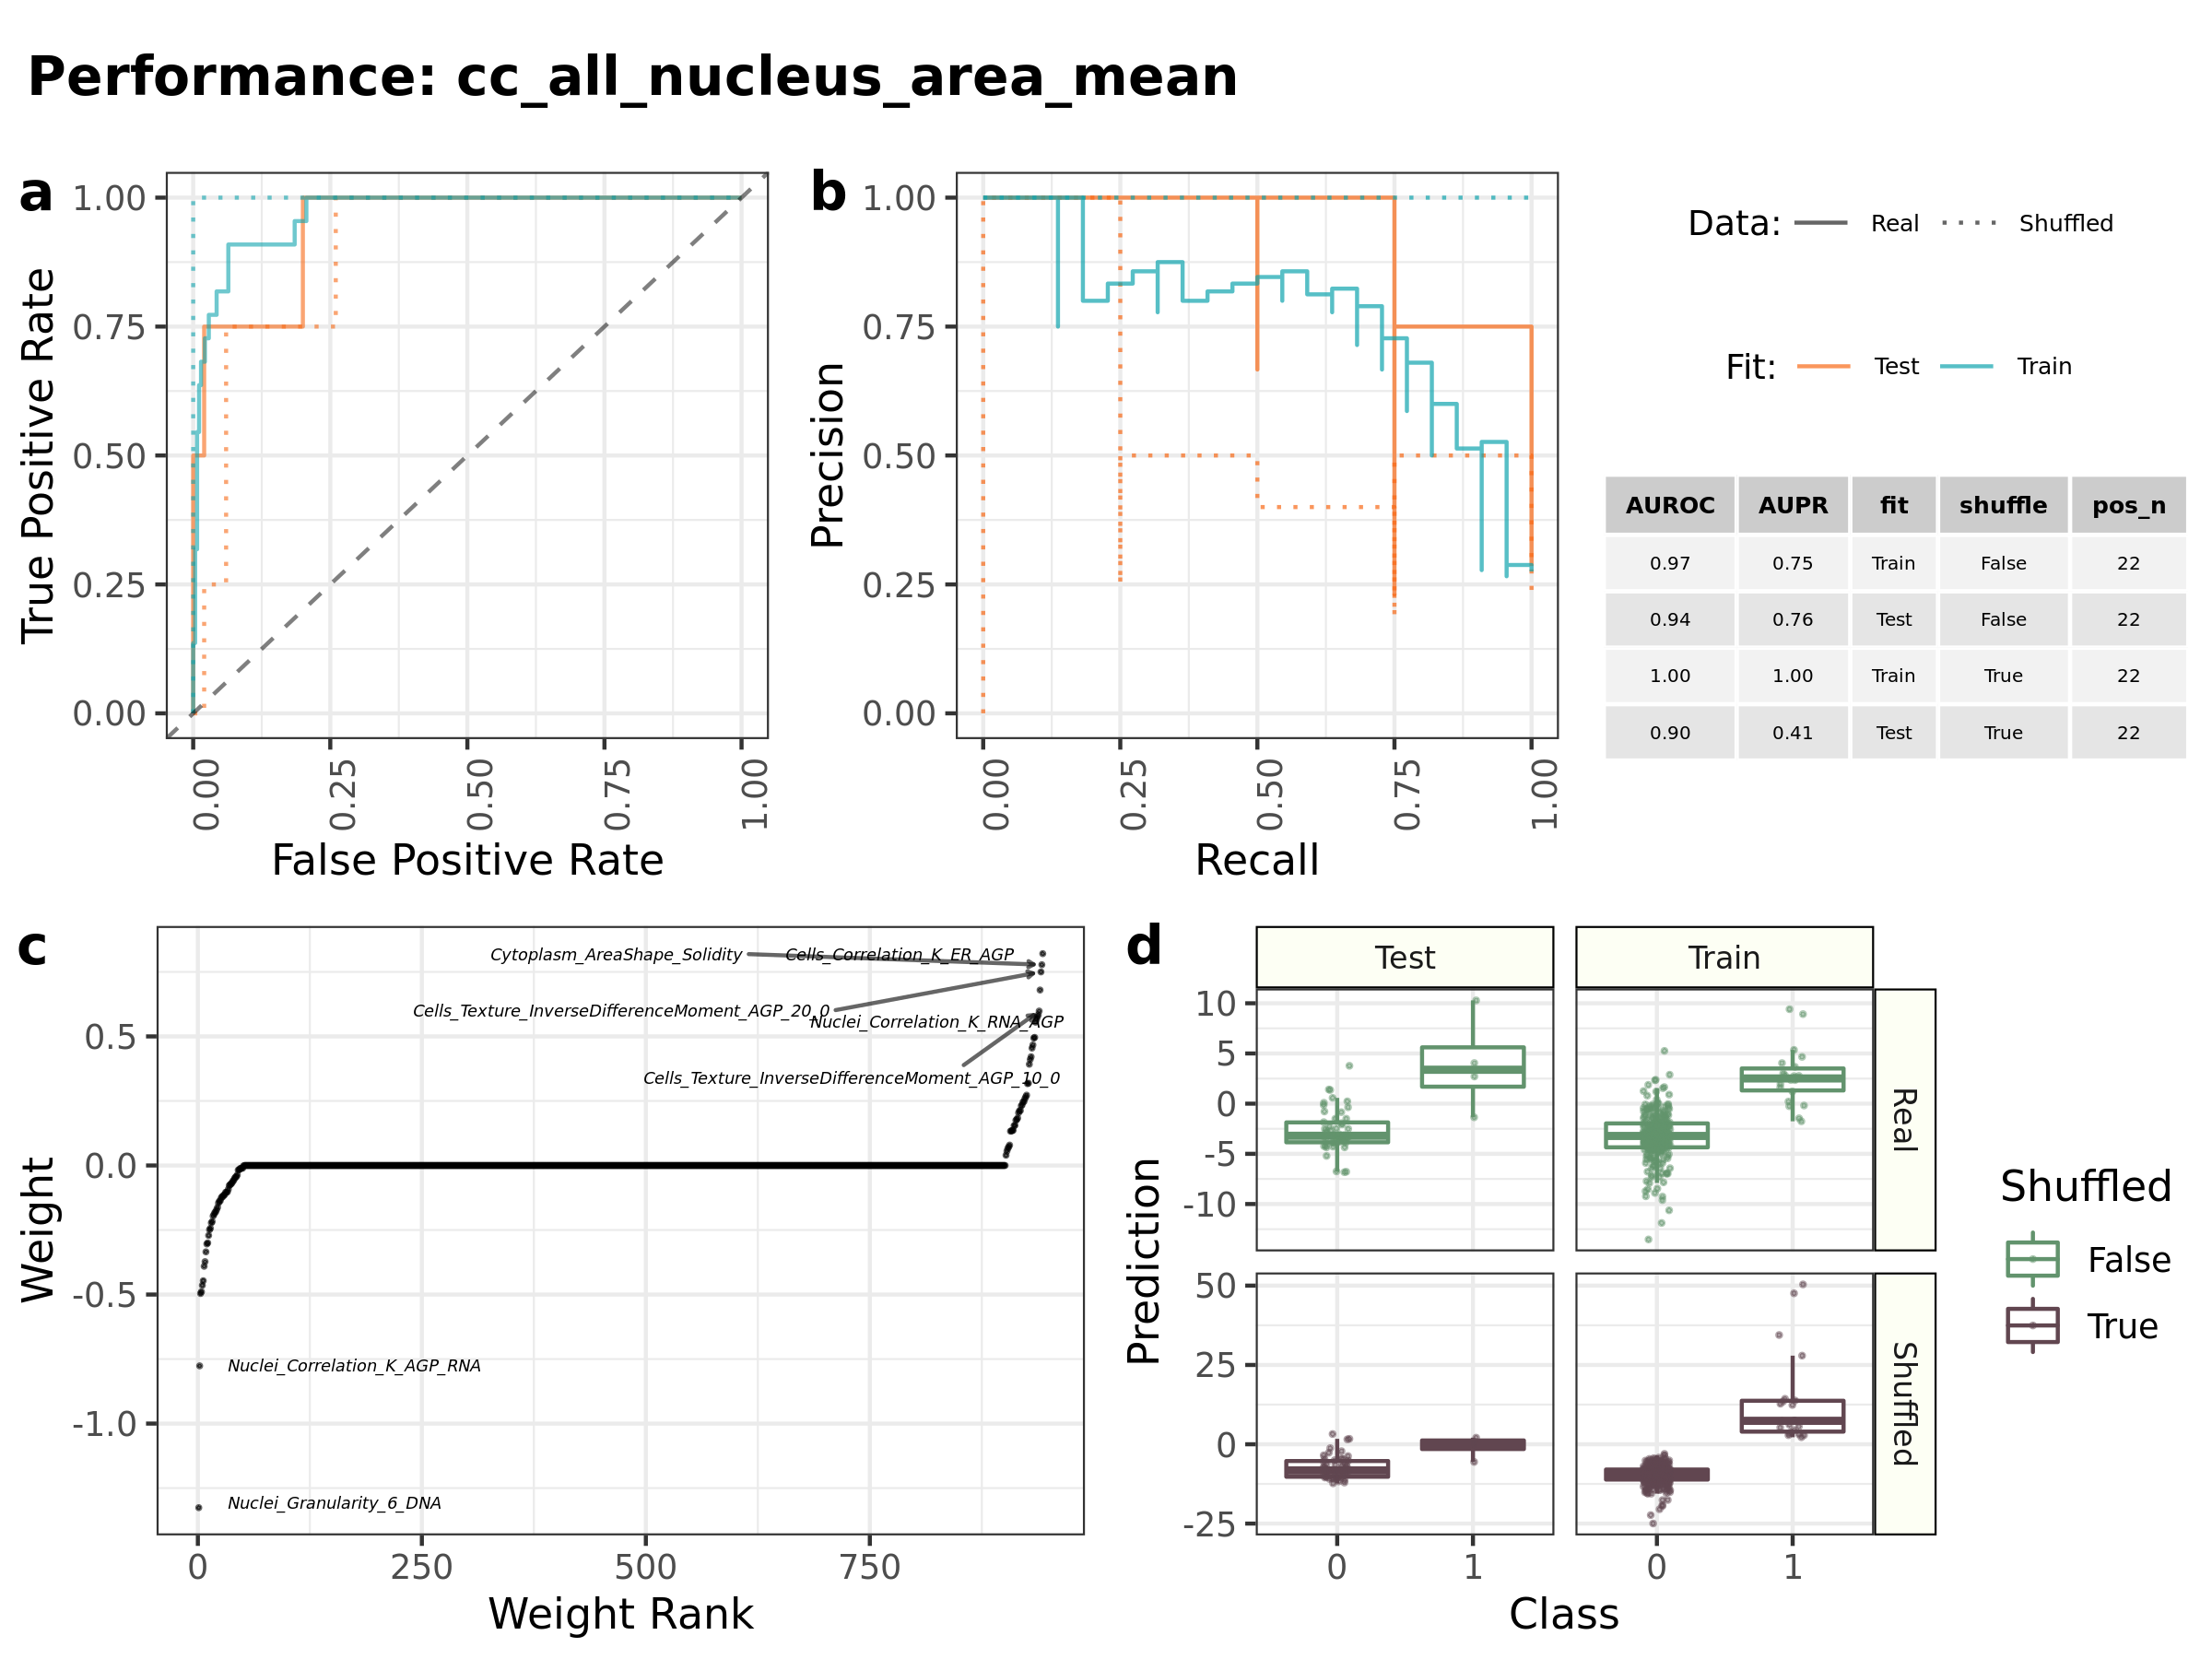 Performance: cc_all_nucleus_area_mean
a
True Positive Rate
1.00
0.75
0.50
0.25
0.00
0.00 0.25 0.50 0.75 1.00
False Positive Rate
b
Precision
1.00
0.75
0.50
0.25
0.00
0.00 0.25 0.50 0.75 1.00
Recall
Data: Real Shuffled
Fit: Test Train
AUROC AUPR fit shuffle pos_n
0.97 0.75 Train False 22
0.94 0.76 Test False 22
1.00 1.00 Train True 22
0.90 0.41 Test True 22
c
Weight
0.5
0.0
-0.5
-1.0
Cytoplasm_AreaShape_Solidity
Cells_Correlation_K_ER_AGP
Cells_Texture_InverseDifferenceMoment_AGP_20_0
Nuclei_Correlation_K_RNA_AGP
Cells_Texture_InverseDifferenceMoment_AGP_10_0
Nuclei_Correlation_K_AGP_RNA
Nuclei_Granularity_6_DNA
0 250 500 750
Weight Rank
d
Test Train
Prediction
10
5
0
-5
-10
Real
50
25
0
-25
Shuffled
0 1 0 1
Class
Shuffled
False
True